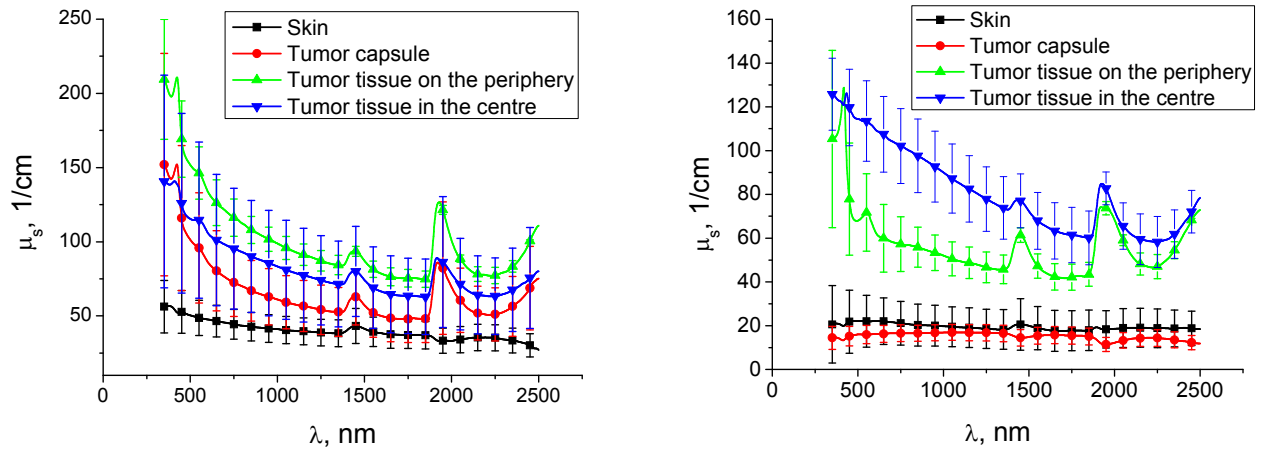 250
200
150
100
50
μs, 1/cm
0
500
1000
1500
2000
2500
λ, nm
Skin
Tumor capsule
Tumor tissue on the periphery
Tumor tissue in the centre
160
140
120
100
80
60
40
20
0
μs, 1/cm
0
500
1000
1500
2000
2500
λ, nm
Skin
Tumor capsule
Tumor tissue on the periphery
Tumor tissue in the centre